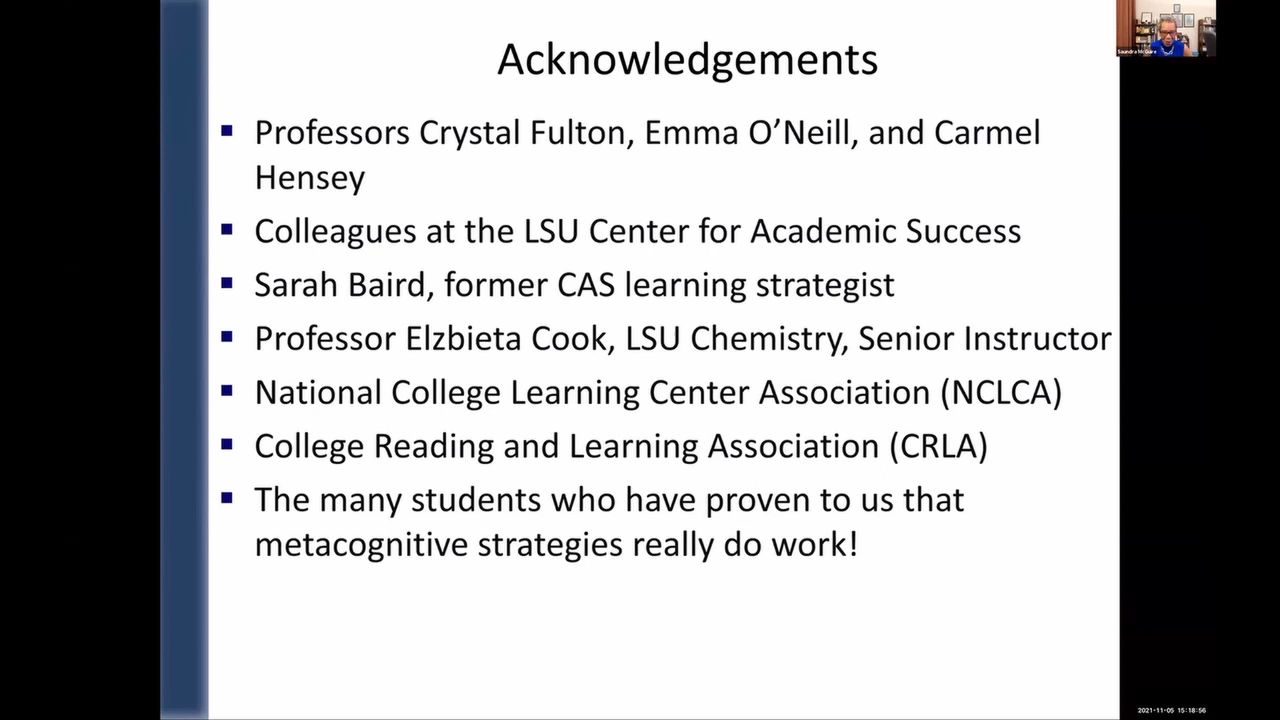 Acknowledgements
Saundra McGuire
▪ Professors Crystal Fulton, Emma O’Neill, and Carmel
Hensey
▪ Colleagues at the LSU Center for Academic Success
▪ Sarah Baird, former CAS learning strategist
▪ Professor Elzbieta Cook, LSU Chemistry, Senior Instructor
▪ National College Learning Center Association (NCLCA)
▪ College Reading and Learning Association (CRLA)
▪ The many students who have proven to us that
metacognitive strategies really do work!
2021-11-05 15:18:56